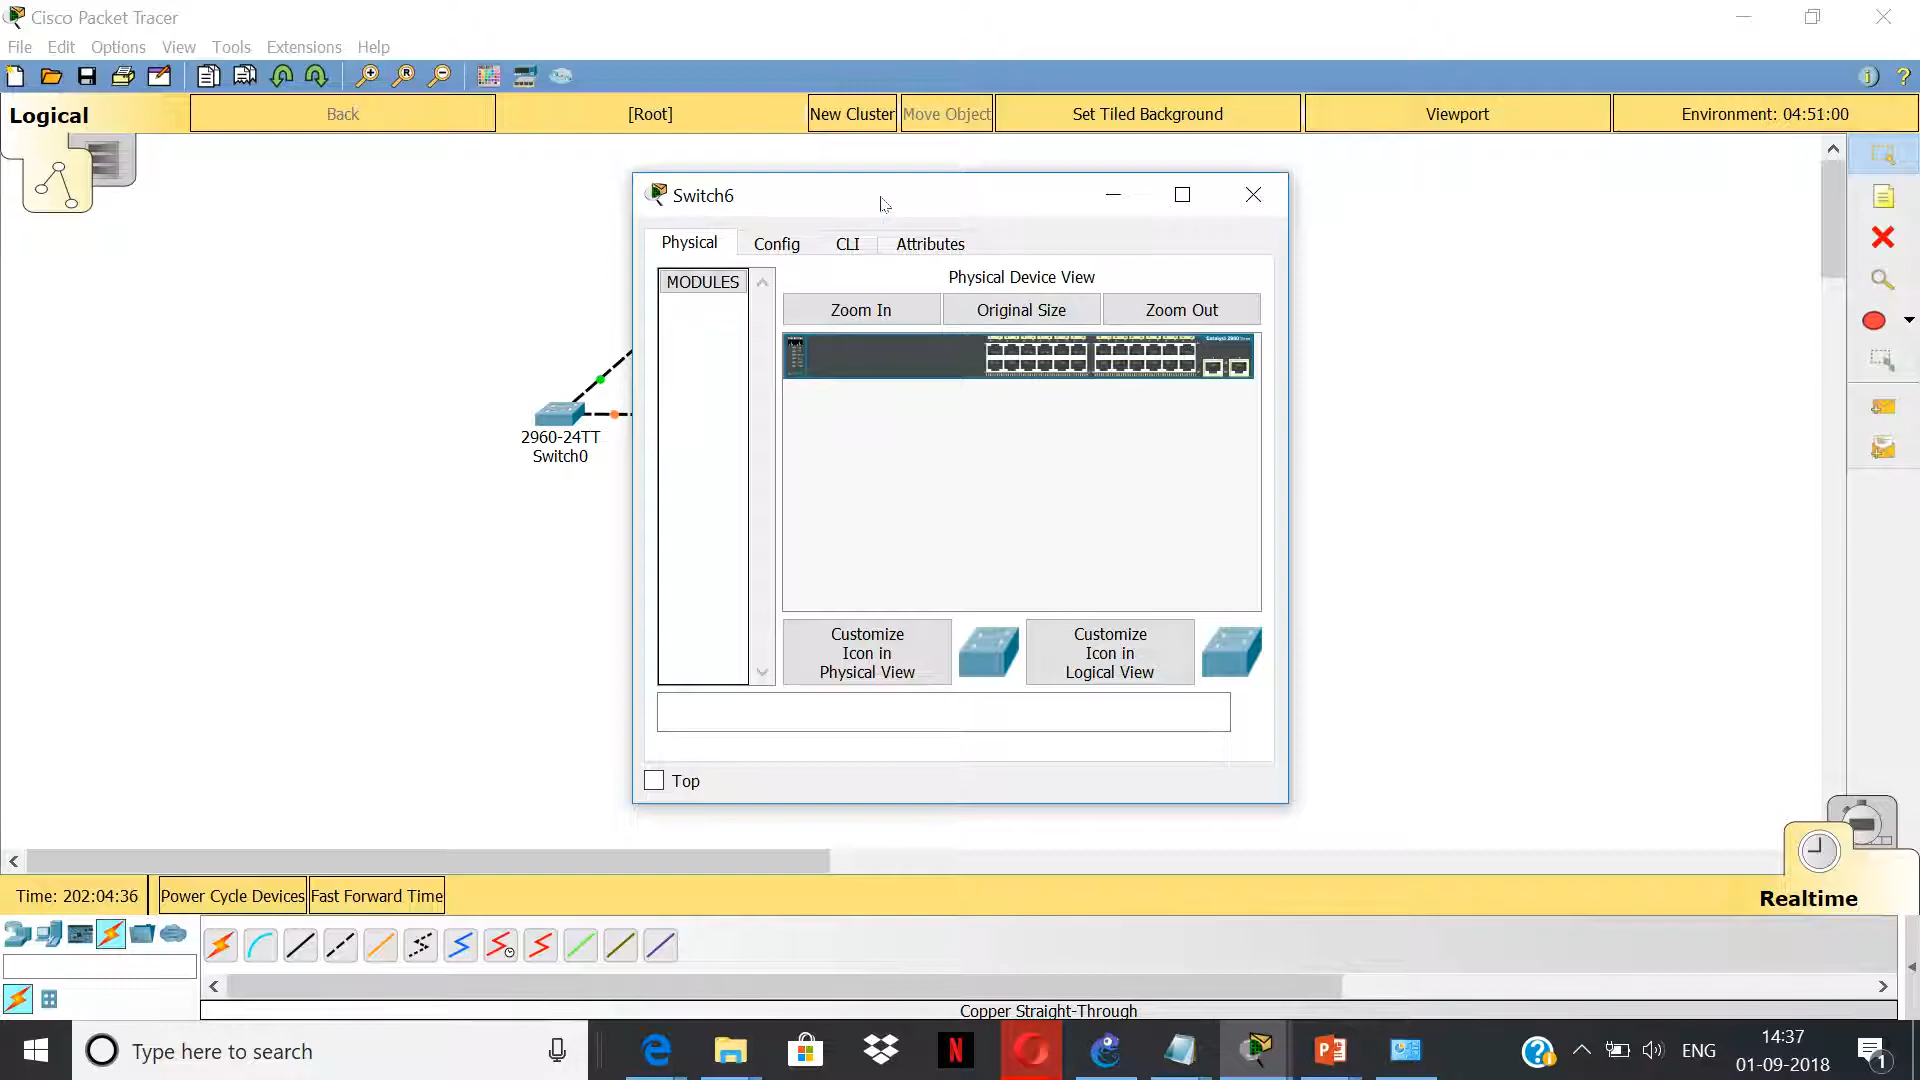 Cisco Packet Tracer
File Edit Options View Tools Extensions Help
Logical Back [Root] New Cluster Move Object Set Tiled Background Viewport Environment: 04:51:00
Switch6
Physical Config CLI Attributes
MODULES
Physical Device View
Zoom In Original Size Zoom Out
2960-24TT
Switch0
Customize
Icon in
Physical View
Customize
Icon in
Logical View
Top
Time: 202:04:36 Power Cycle Devices Fast Forward Time
Realtime
Copper Straight-Through
Type here to search
ENG
14:37
01-09-2018
1